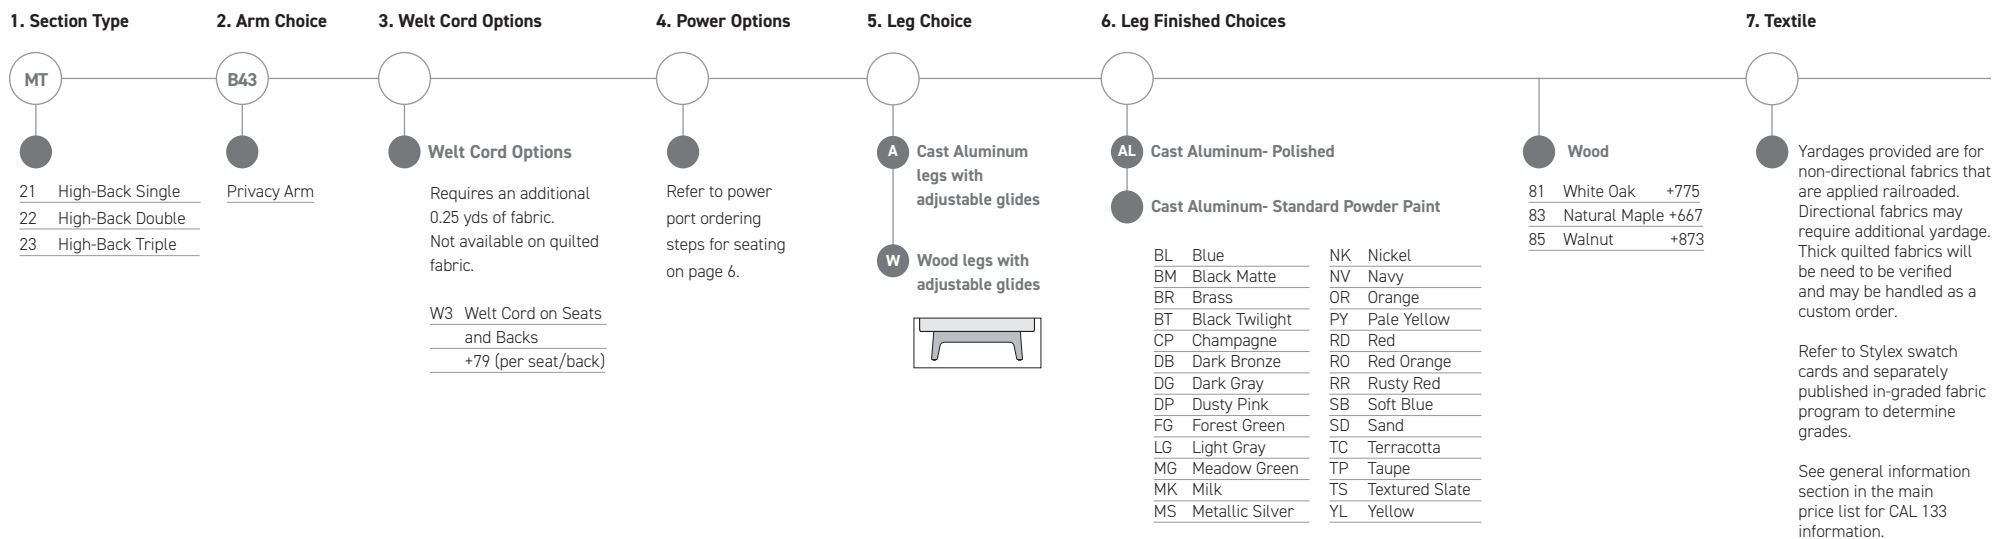 1. Section Type
MT
21 High-Back Single
22 High-Back Double
23 High-Back Triple
2. Arm Choice
B43
Privacy Arm
3. Welt Cord Options
Welt Cord Options
Requires an additional
0.25 yds of fabric.
Not available on quilted
fabric.
W3 Welt Cord on Seats
and Backs
+79 (per seat/back)
4. Power Options
Refer to power
port ordering
steps for seating
on page 6.
5. Leg Choice
A Cast Aluminum
legs with
adjustable glides
W Wood legs with
adjustable glides
6. Leg Finished Choices
AL Cast Aluminum- Polished
Cast Aluminum- Standard Powder Paint
BL Blue
BM Black Matte
BR Brass
BT Black Twilight
CP Champagne
DB Dark Bronze
DG Dark Gray
DP Dusty Pink
FG Forest Green
LG Light Gray
MG Meadow Green
MK Milk
MS Metallic Silver
NK Nickel
NV Navy
OR Orange
PY Pale Yellow
RD Red
RO Red Orange
RR Rusty Red
SB Soft Blue
SD Sand
TC Terracotta
TP Taupe
TS Textured Slate
YL Yellow
Wood
81 White Oak +775
83 Natural Maple +667
85 Walnut +873
7. Textile
Yardages provided are for
non-directional fabrics that
are applied railroaded.
Directional fabrics may
require additional yardage.
Thick quilted fabrics will
be need to be verified
and may be handled as a
custom order.
Refer to Stylex swatch
cards and separately
published in-graded fabric
program to determine
grades.
See general information
section in the main
price list for CAL 133
information.